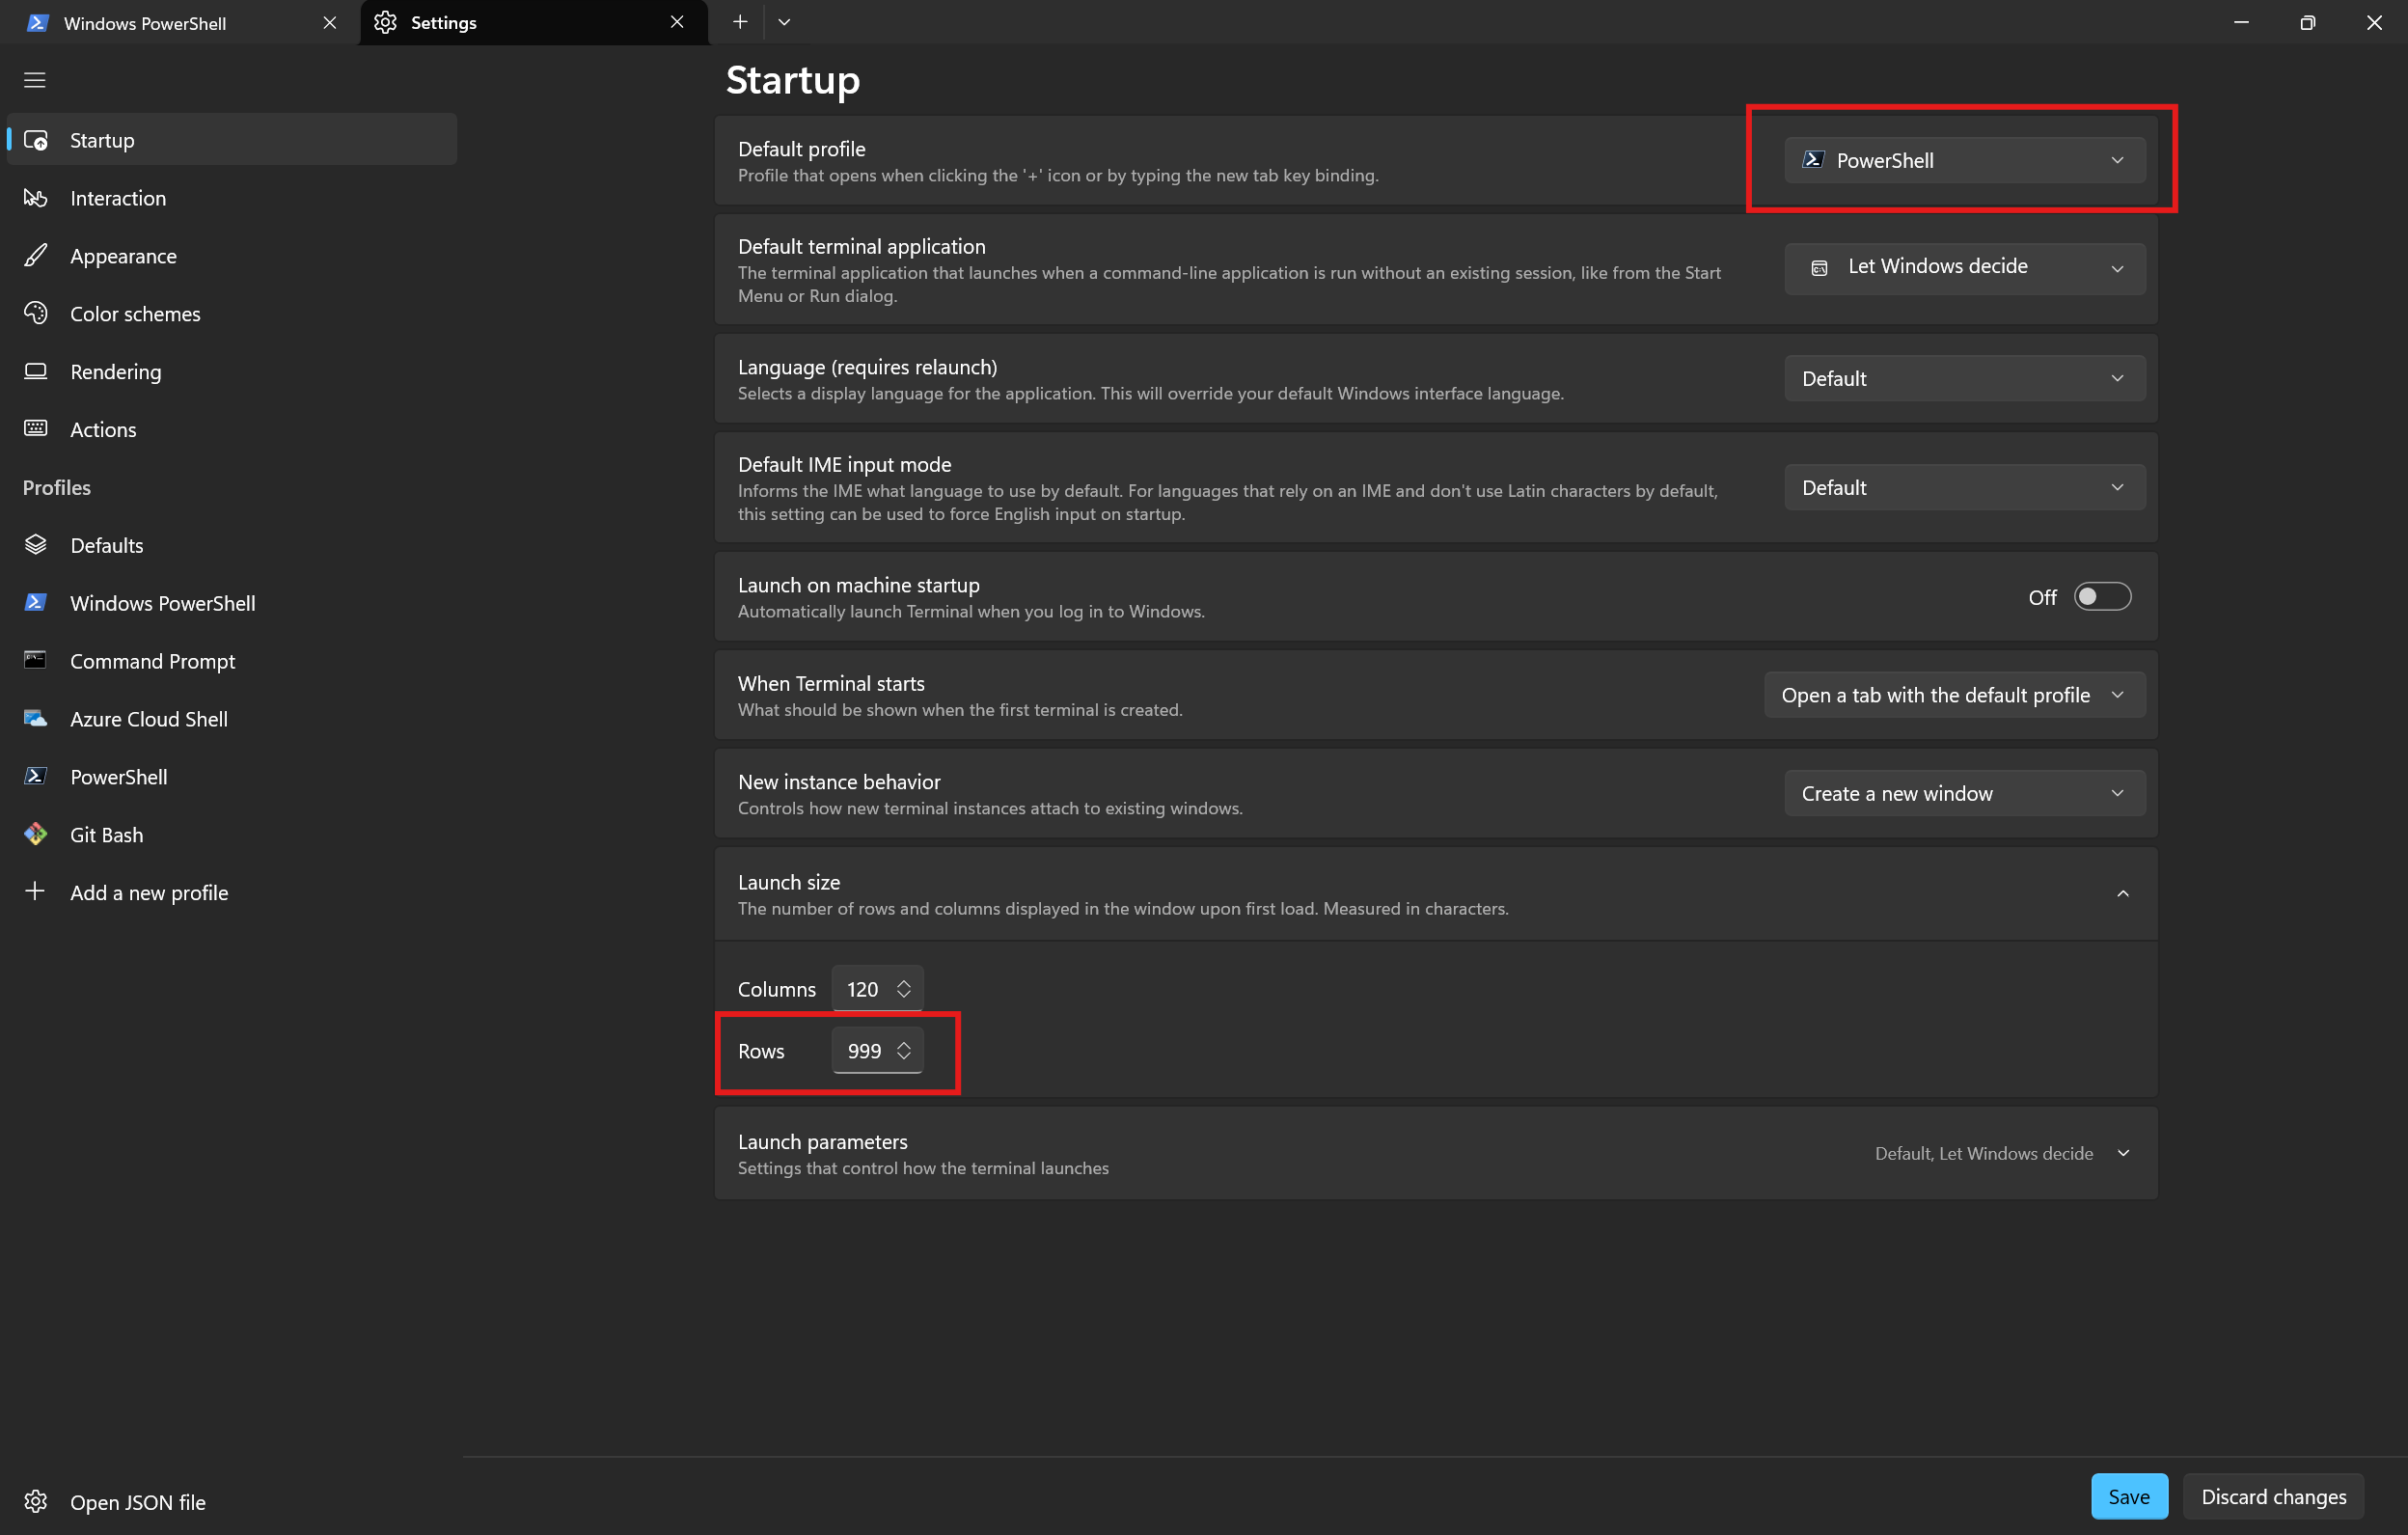 Windows PowerShell
Settings
Startup
Interaction
Appearance
Color schemes
Rendering
Actions
Profiles
Defaults
Windows PowerShell
Command Prompt
Azure Cloud Shell
PowerShell
Git Bash
Add a new profile
Open JSON file
Startup
Default profile
Profile that opens when clicking the '+' icon or by typing the new tab key binding.
PowerShell
Default terminal application
The terminal application that launches when a command-line application is run without an existing session, like from the Start
Menu or Run dialog.
Let Windows decide
Language (requires relaunch)
Selects a display language for the application. This will override your default Windows interface language.
Default
Default IME input mode
Informs the IME what language to use by default. For languages that rely on an IME and don't use Latin characters by default,
this setting can be used to force English input on startup.
Default
Launch on machine startup
Automatically launch Terminal when you log in to Windows.
Off
When Terminal starts
What should be shown when the first terminal is created.
Open a tab with the default profile
New instance behavior
Controls how new terminal instances attach to existing windows.
Create a new window
Launch size
The number of rows and columns displayed in the window upon first load. Measured in characters.
Columns 120
Rows 999
Launch parameters
Settings that control how the terminal launches
Default, Let Windows decide
Save
Discard changes